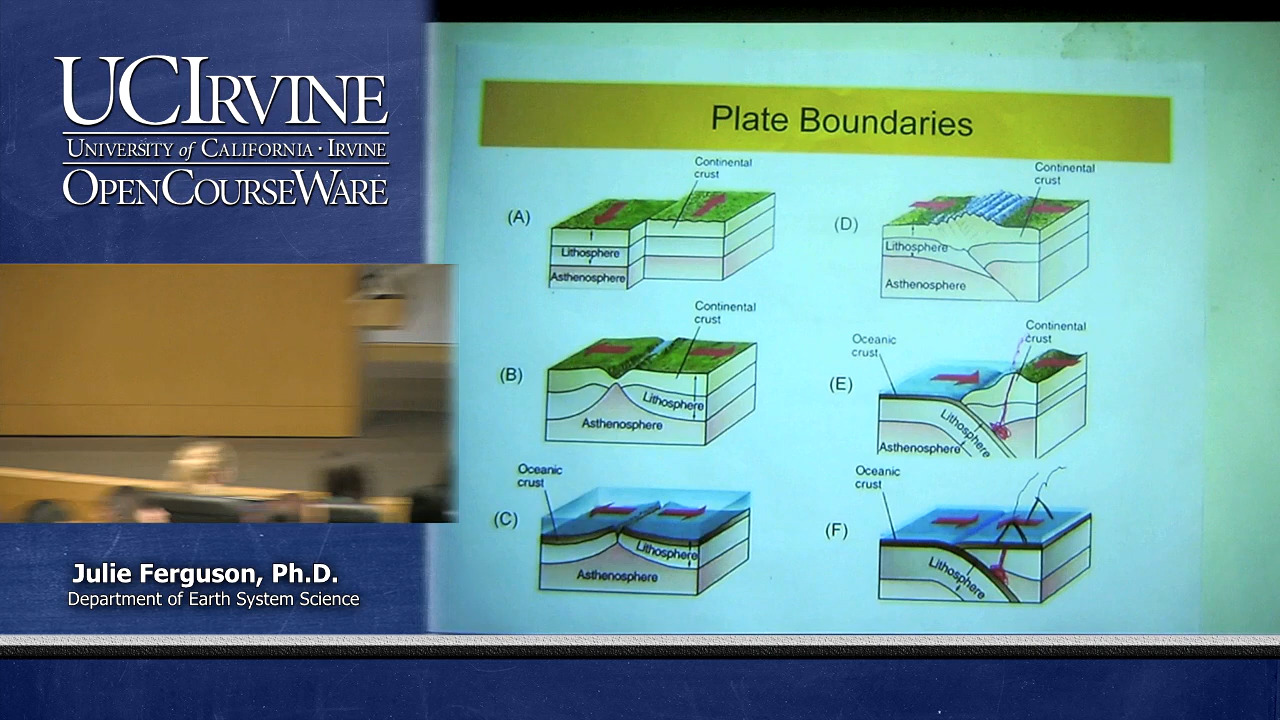 UCIRVINE
UNIVERSITY of CALIFORNIA · IRVINE
OPENCOURSEWARE
Julie Ferguson, Ph.D.
Department of Earth System Science
Plate Boundaries
(A)
Continental
crust
Lithosphere
Asthenosphere
(B)
Continental
crust
Lithosphere
Asthenosphere
(C)
Oceanic
crust
Lithosphere
Asthenosphere
(D)
Continental
crust
Lithosphere
Asthenosphere
(E)
Oceanic
crust
Continental
crust
Lithosphere
Asthenosphere
(F)
Oceanic
crust
Lithosphere